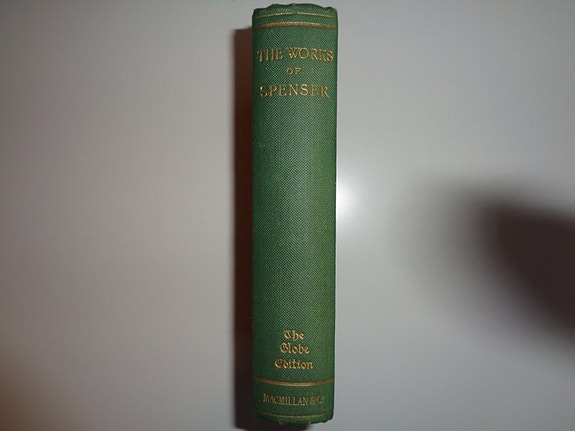 THE WORKS
OF
SPENSER
The
Globe
Edition
MACMILLAN & Co